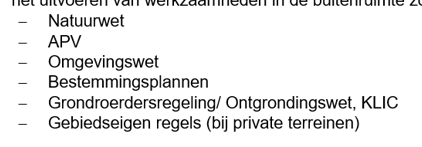 het uitvoeren van werkzaamheden in de buitenruimte
– Natuurwet
– APV
– Omgevingswet
– Bestemmingsplannen
– Grondroerdersregeling/ Ontgrondingswet, KLIC
– Gebiedseigen regels (bij private terreinen)